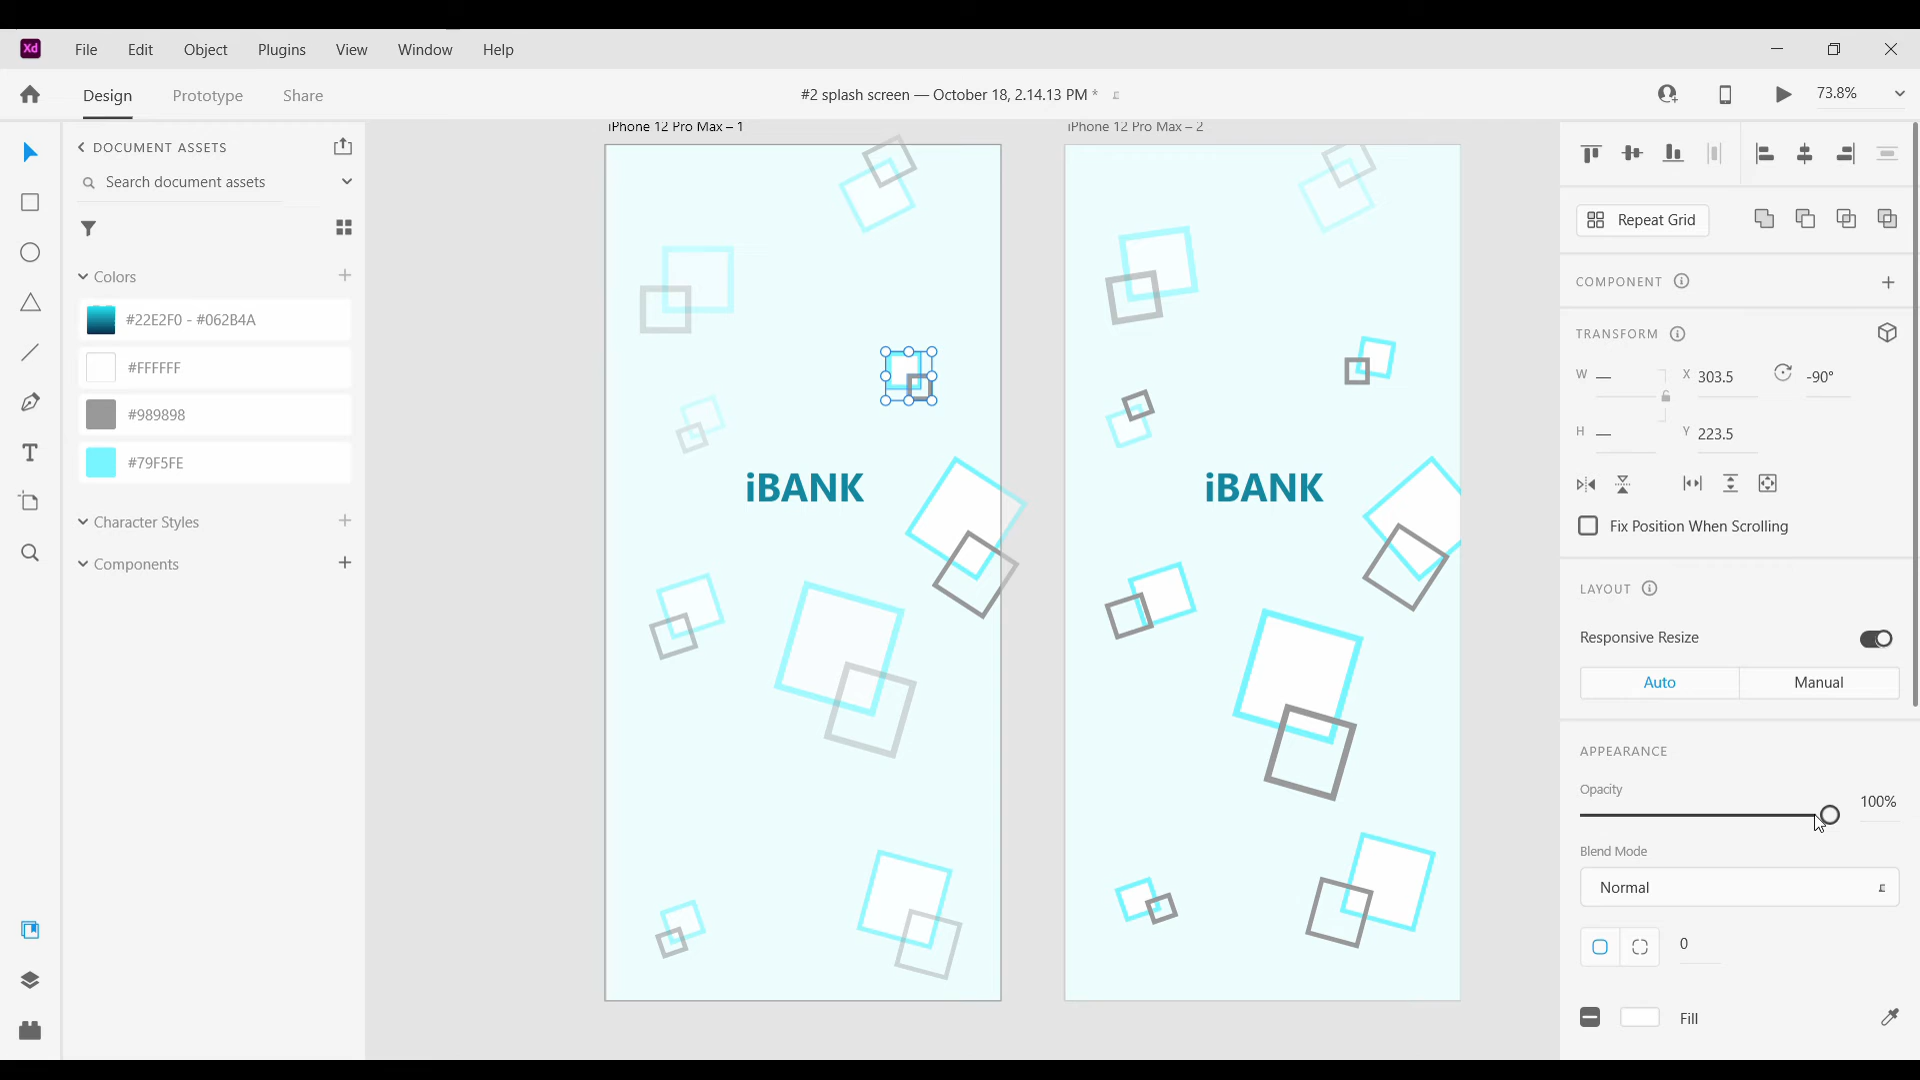 Xd File Edit Object Plugins View Window Help
Design Prototype Share
#2 splash screen — October 18, 2.14.13 PM *
73.8%
DOCUMENT ASSETS
Search document assets
Colors
#22E2F0 - #062B4A
#FFFFFF
#989898
#79F5FE
Character Styles
Components
iPhone 12 Pro Max – 1
iBANK
iPhone 12 Pro Max – 2
iBANK
Repeat Grid
COMPONENT
TRANSFORM
W — X 303.5 -90°
H — Y 223.5
Fix Position When Scrolling
LAYOUT
Responsive Resize
Auto Manual
APPEARANCE
Opacity
100%
Blend Mode
Normal
0
Fill